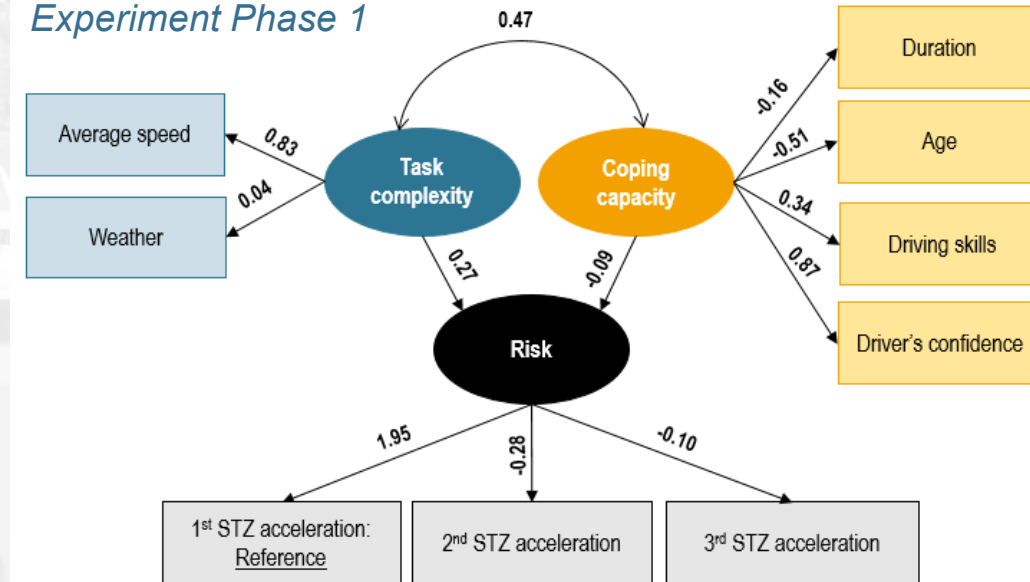 Experiment Phase 1
0.47
Duration
-0.16
Average speed
0.83
Task
complexity
Coping
capacity
-0.51
Age
0.04
0.34
Weather
Driving skills
0.27
-0.09
0.87
Risk
Driver's confidence
1.95
-0.28
-0.10
1st STZ acceleration:
Reference
2nd STZ acceleration
3rd STZ acceleration